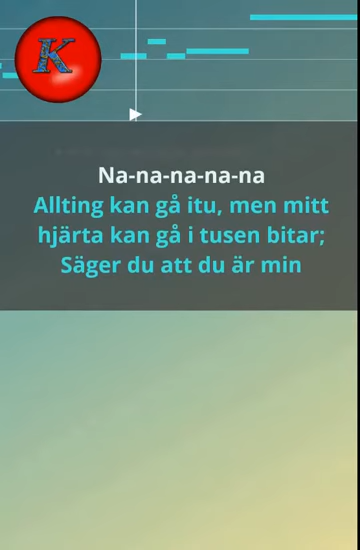 K
Na-na-na-na-na
Allting kan gå itu, men mitt
hjärta kan gå i tusen bitar;
Säger du att du är min